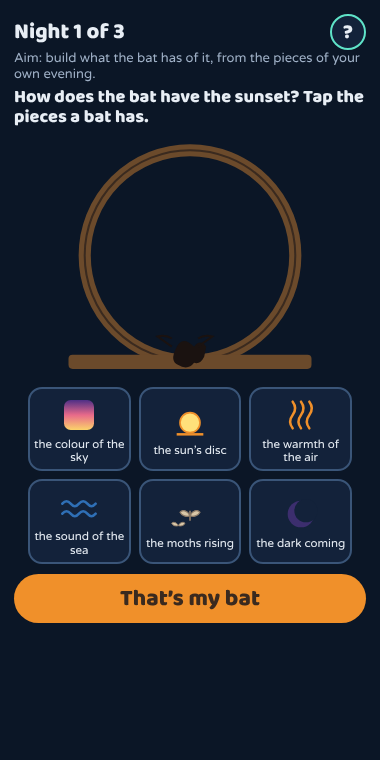 Night 1 of 3
?
Aim: build what the bat has of it, from the pieces of your
own evening.
How does the bat have the sunset? Tap the
pieces a bat has.
the colour of the
sky
the sun's disc
the warmth of
the air
the sound of the
sea
the moths rising
the dark coming
That's my bat